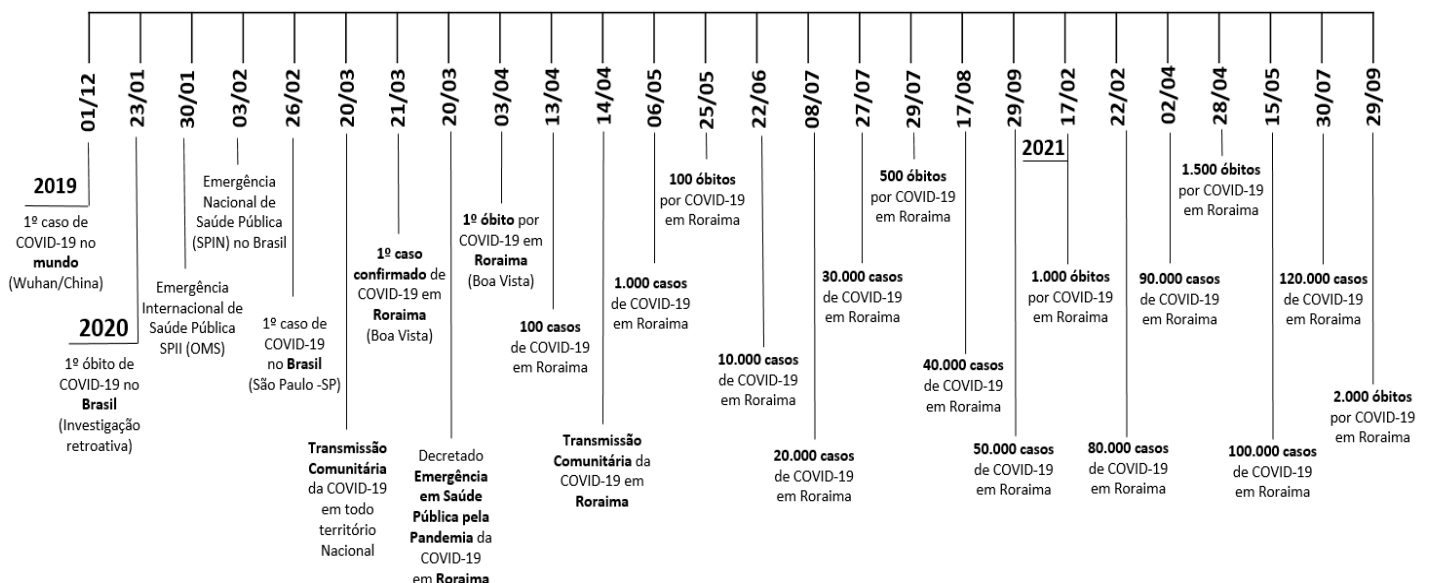 01/12
23/01
30/01
03/02
26/02
20/03
21/03
20/03
03/04
13/04
14/04
06/05
25/05
22/06
08/07
27/07
29/07
17/08
29/09
17/02
22/02
02/04
28/04
15/05
30/07
29/09
2019
1º caso de
COVID-19 no
mundo
(Wuhan/China)
2020
1º óbito de
COVID-19 no
Brasil
(Investigação
retroativa)
Emergência
Internacional de
Saúde Pública
SPII (OMS)
Emergência
Nacional de
Saúde Pública
(SPIN) no Brasil
1º caso de
COVID-19
no Brasil
(São Paulo -SP)
Transmissão
Comunitária
da COVID-19
em todo
território
Nacional
1º caso
confirmado de
COVID-19 em
Roraima
(Boa Vista)
Decretado
Emergência
em Saúde
Pública pela
Pandemia da
COVID-19
em Roraima
1º óbito por
COVID-19 em
Roraima
(Boa Vista)
100 casos
de COVID-19
em Roraima
Transmissão
Comunitária da
COVID-19 em
Roraima
1.000 casos
de COVID-19
em Roraima
100 óbitos
por COVID-19
em Roraima
10.000 casos
de COVID-19
em Roraima
20.000 casos
de COVID-19
em Roraima
30.000 casos
de COVID-19
em Roraima
500 óbitos
por COVID-19
em Roraima
40.000 casos
de COVID-19
em Roraima
50.000 casos
de COVID-19
em Roraima
2021
1.000 óbitos
por COVID-19
em Roraima
80.000 casos
de COVID-19
em Roraima
90.000 casos
de COVID-19
em Roraima
1.500 óbitos
por COVID-19
em Roraima
100.000 casos
de COVID-19
em Roraima
120.000 casos
de COVID-19
em Roraima
2.000 óbitos
por COVID-19
em Roraima